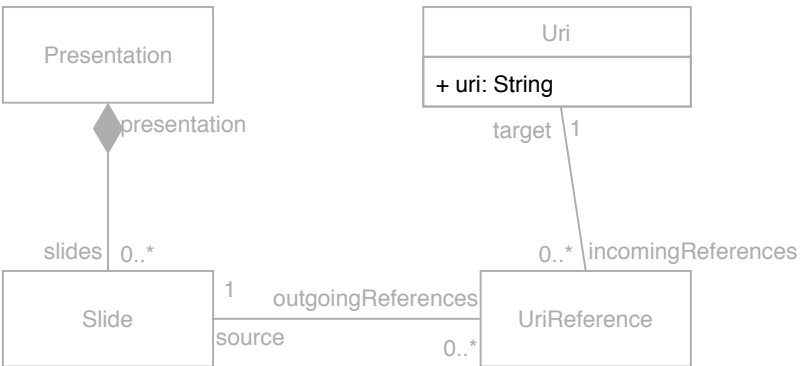 Presentation
Uri
+ uri: String
presentation
target 1
slides 0..*
0..* incomingReferences
Slide
1
outgoingReferences
UriReference
source
0..*